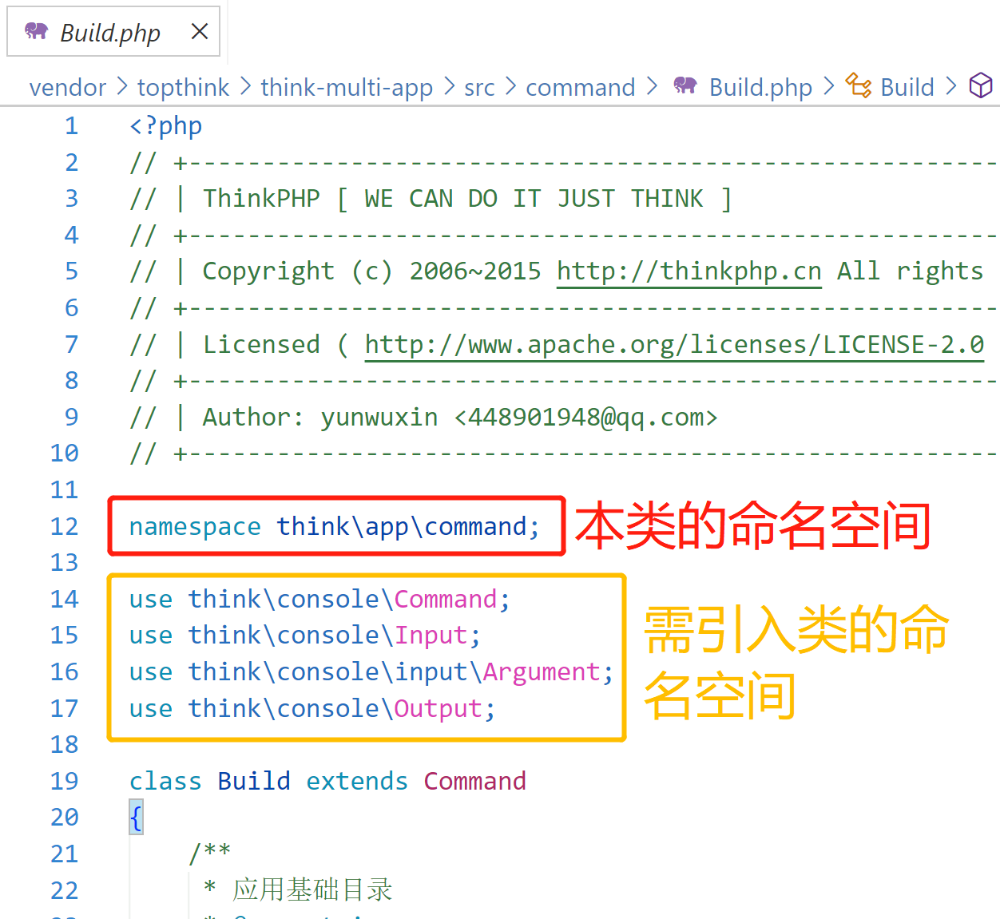 Build.php
vendor > topthink > think-multi-app > src > command > Build.php > Build >
1 <?php
2 // +-------------------------------------------------------
3 // | ThinkPHP [ WE CAN DO IT JUST THINK ]
4 // +-------------------------------------------------------
5 // | Copyright (c) 2006~2015 http://thinkphp.cn All rights
6 // +-------------------------------------------------------
7 // | Licensed ( http://www.apache.org/licenses/LICENSE-2.0
8 // +-------------------------------------------------------
9 // | Author: yunwuxin <448901948@qq.com>
10 // +-------------------------------------------------------
11
12 namespace think\app\command; 本类的命名空间
13
14 use think\console\Command;
15 use think\console\Input;
16 use think\console\input\Argument;
17 use think\console\Output;
需引入类的命
名空间
18
19 class Build extends Command
20 {
21 /**
22 * 应用基础目录